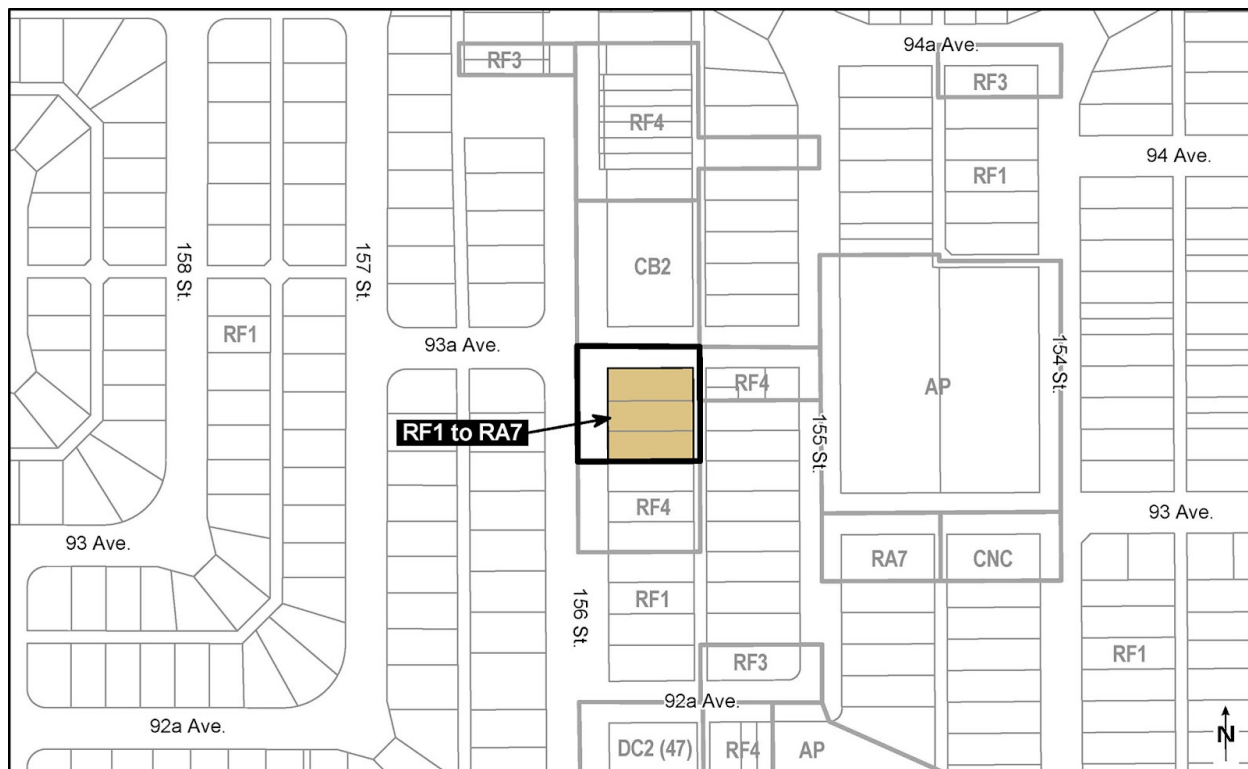 94a Ave.
RF3
RF3
RF4
94 Ave.
RF1
158 St.
157 St.
CB2
RF1
93a Ave.
154 St.
RF4
AP
155 St.
RF1 to RA7
RF4
93 Ave.
93 Ave.
RA7
CNC
156 St.
RF1
RF3
RF1
92a Ave.
92a Ave.
DC2 (47)
RF4
AP
N